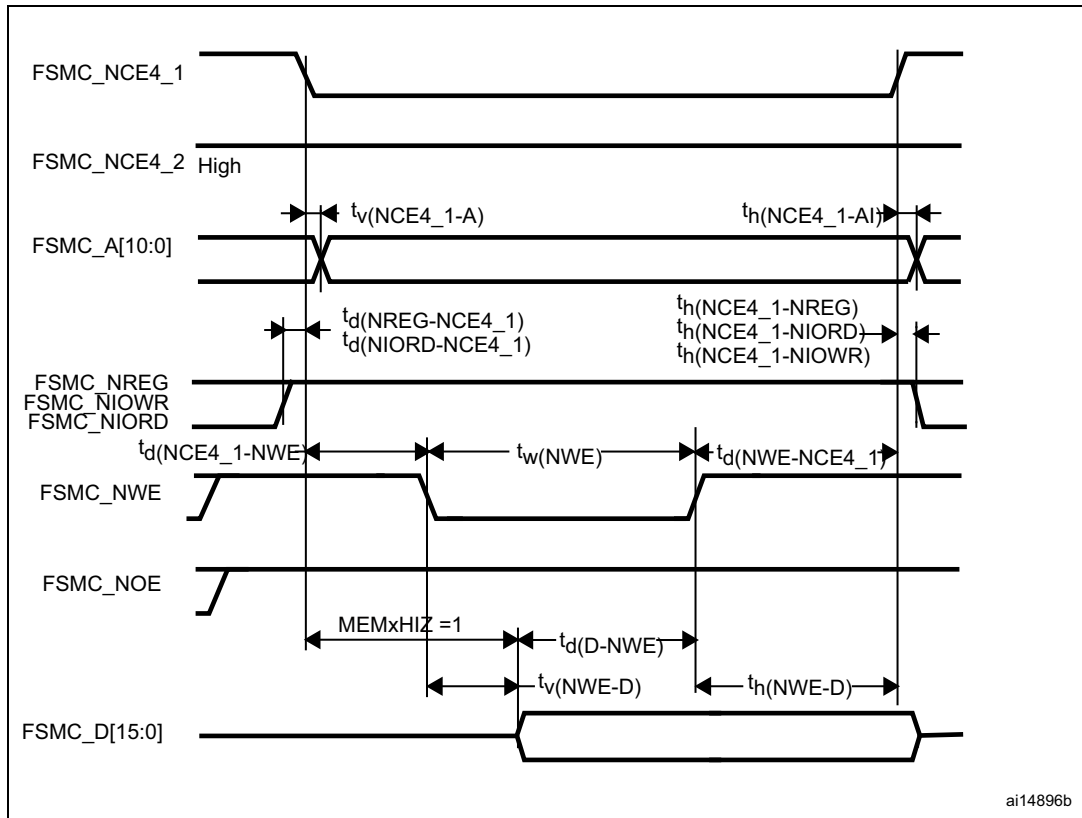 FSMC_NCE4_1
FSMC_NCE4_2 High
tv(NCE4_1-A)
th(NCE4_1-AI)
FSMC_A[10:0]
td(NREG-NCE4_1)
td(NIORD-NCE4_1)
th(NCE4_1-NREG)
th(NCE4_1-NIORD)
th(NCE4_1-NIOWR)
FSMC_NREG
FSMC_NIOWR
FSMC_NIORD
td(NCE4_1-NWE)
tw(NWE)
td(NWE-NCE4_1)
FSMC_NWE
FSMC_NOE
MEMxHIZ =1
td(D-NWE)
tv(NWE-D)
th(NWE-D)
FSMC_D[15:0]
ai14896b